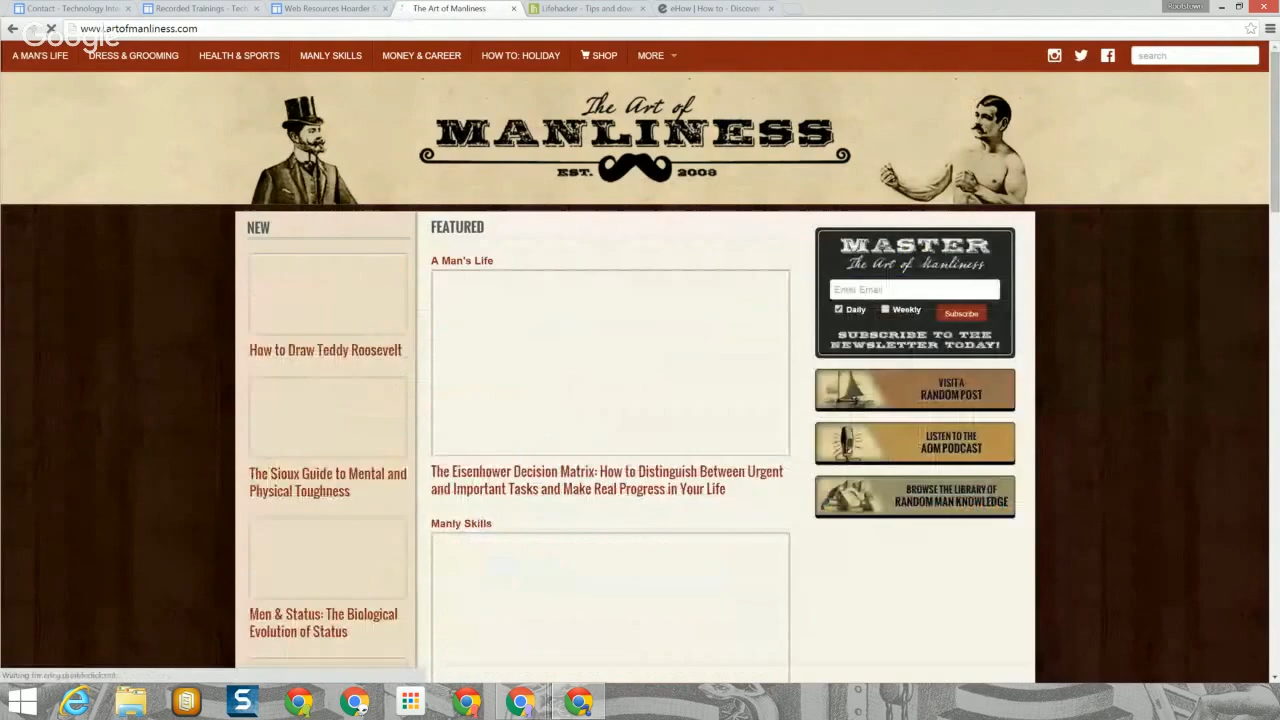 Contact - Technology Inte
Recorded Trainings - Tech
Web Resources Hoarder S
The Art of Manliness
Lifehacker - Tips and dow
eHow | How to - Discover
Rootstown
www.artofmanliness.com
Google
A MAN'S LIFE
DRESS & GROOMING
HEALTH & SPORTS
MANLY SKILLS
MONEY & CAREER
HOW TO: HOLIDAY
SHOP
MORE
search
The Art of
MANLINESS
EST. 2008
NEW
How to Draw Teddy Roosevelt
The Sioux Guide to Mental and
Physical Toughness
Men & Status: The Biological
Evolution of Status
FEATURED
A Man's Life
The Eisenhower Decision Matrix: How to Distinguish Between Urgent
and Important Tasks and Make Real Progress in Your Life
Manly Skills
MASTER
The Art of Manliness
Enter Email
Daily
Weekly
Subscribe
SUBSCRIBE TO THE
NEWSLETTER TODAY!
VISIT A
RANDOM POST
LISTEN TO THE
AOM PODCAST
BROWSE THE LIBRARY OF
RANDOM MAN KNOWLEDGE